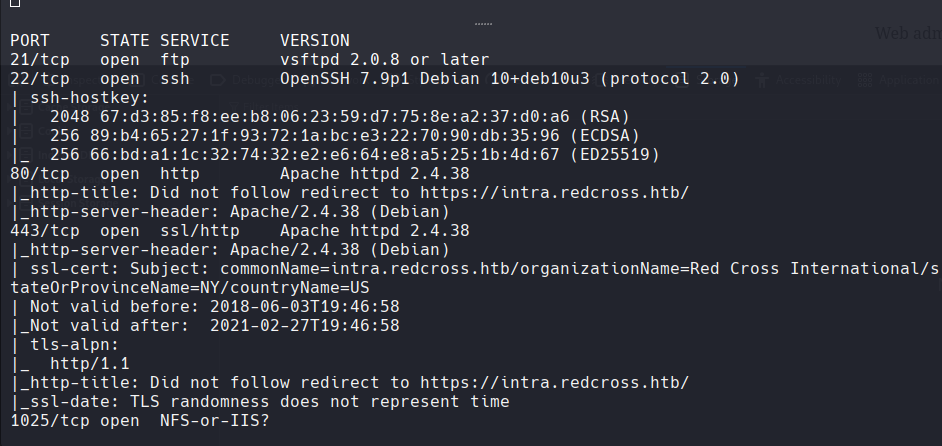 ......
Web adm
PORT     STATE SERVICE     VERSION
21/tcp   open  ftp         vsftpd 2.0.8 or later
22/tcp   open  ssh         OpenSSH 7.9p1 Debian 10+deb10u3 (protocol 2.0)
| ssh-hostkey:
|   2048 67:d3:85:f8:ee:b8:06:23:59:d7:75:8e:a2:37:d0:a6 (RSA)
|   256 89:b4:65:27:1f:93:72:1a:bc:e3:22:70:90:db:35:96 (ECDSA)
|_  256 66:bd:a1:1c:32:74:32:e2:e6:64:e8:a5:25:1b:4d:67 (ED25519)
80/tcp   open  http        Apache httpd 2.4.38
|_http-title: Did not follow redirect to https://intra.redcross.htb/
|_http-server-header: Apache/2.4.38 (Debian)
443/tcp  open  ssl/http    Apache httpd 2.4.38
|_http-server-header: Apache/2.4.38 (Debian)
| ssl-cert: Subject: commonName=intra.redcross.htb/organizationName=Red Cross International/s
tateOrProvinceName=NY/countryName=US
| Not valid before: 2018-06-03T19:46:58
|_Not valid after:  2021-02-27T19:46:58
| tls-alpn:
|_  http/1.1
|_http-title: Did not follow redirect to https://intra.redcross.htb/
|_ssl-date: TLS randomness does not represent time
1025/tcp open  NFS-or-IIS?